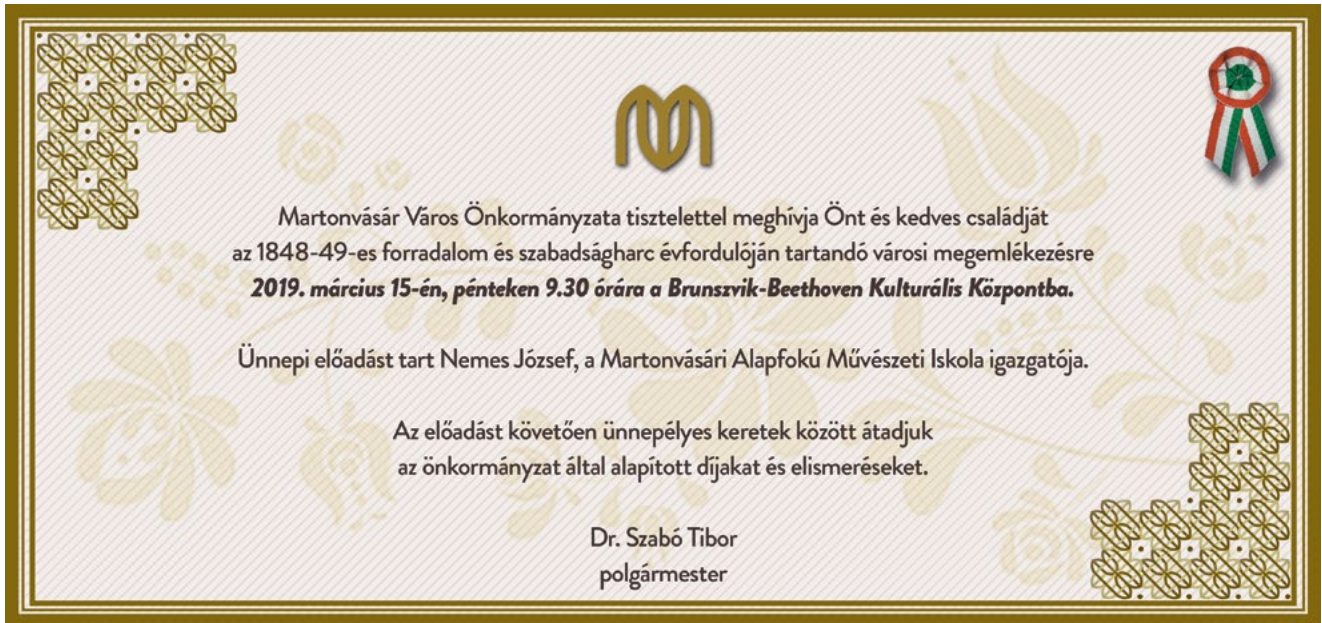 Martonvásár Város Önkormányzata tisztelettel meghívja Önt és kedves családját
az 1848-49-es forradalom és szabadságharc évfordulóján tartandó városi megemlékezésre
2019. március 15-én, pénteken 9.30 órára a Brunszvik-Beethoven Kulturális Központba.
Ünnepi előadást tart Nemes József, a Martonvásári Alapfokú Művészeti Iskola igazgatója.
Az előadást követően ünnepélyes keretek között átadjuk
az önkormányzat által alapított díjakat és elismeréseket.
Dr. Szabó Tibor
polgármester